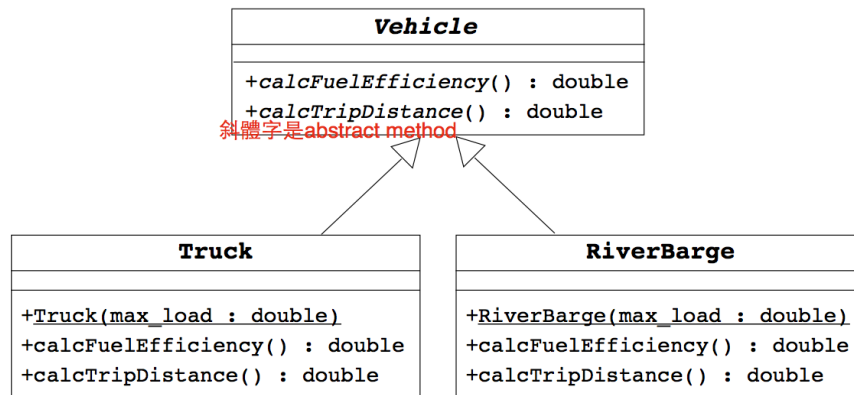 Vehicle
+calcFuelEfficiency() : double
+calcTripDistance() : double
斜體字是abstract method
Truck
+Truck(max_load : double)
+calcFuelEfficiency() : double
+calcTripDistance() : double
RiverBarge
+RiverBarge(max_load : double)
+calcFuelEfficiency() : double
+calcTripDistance() : double